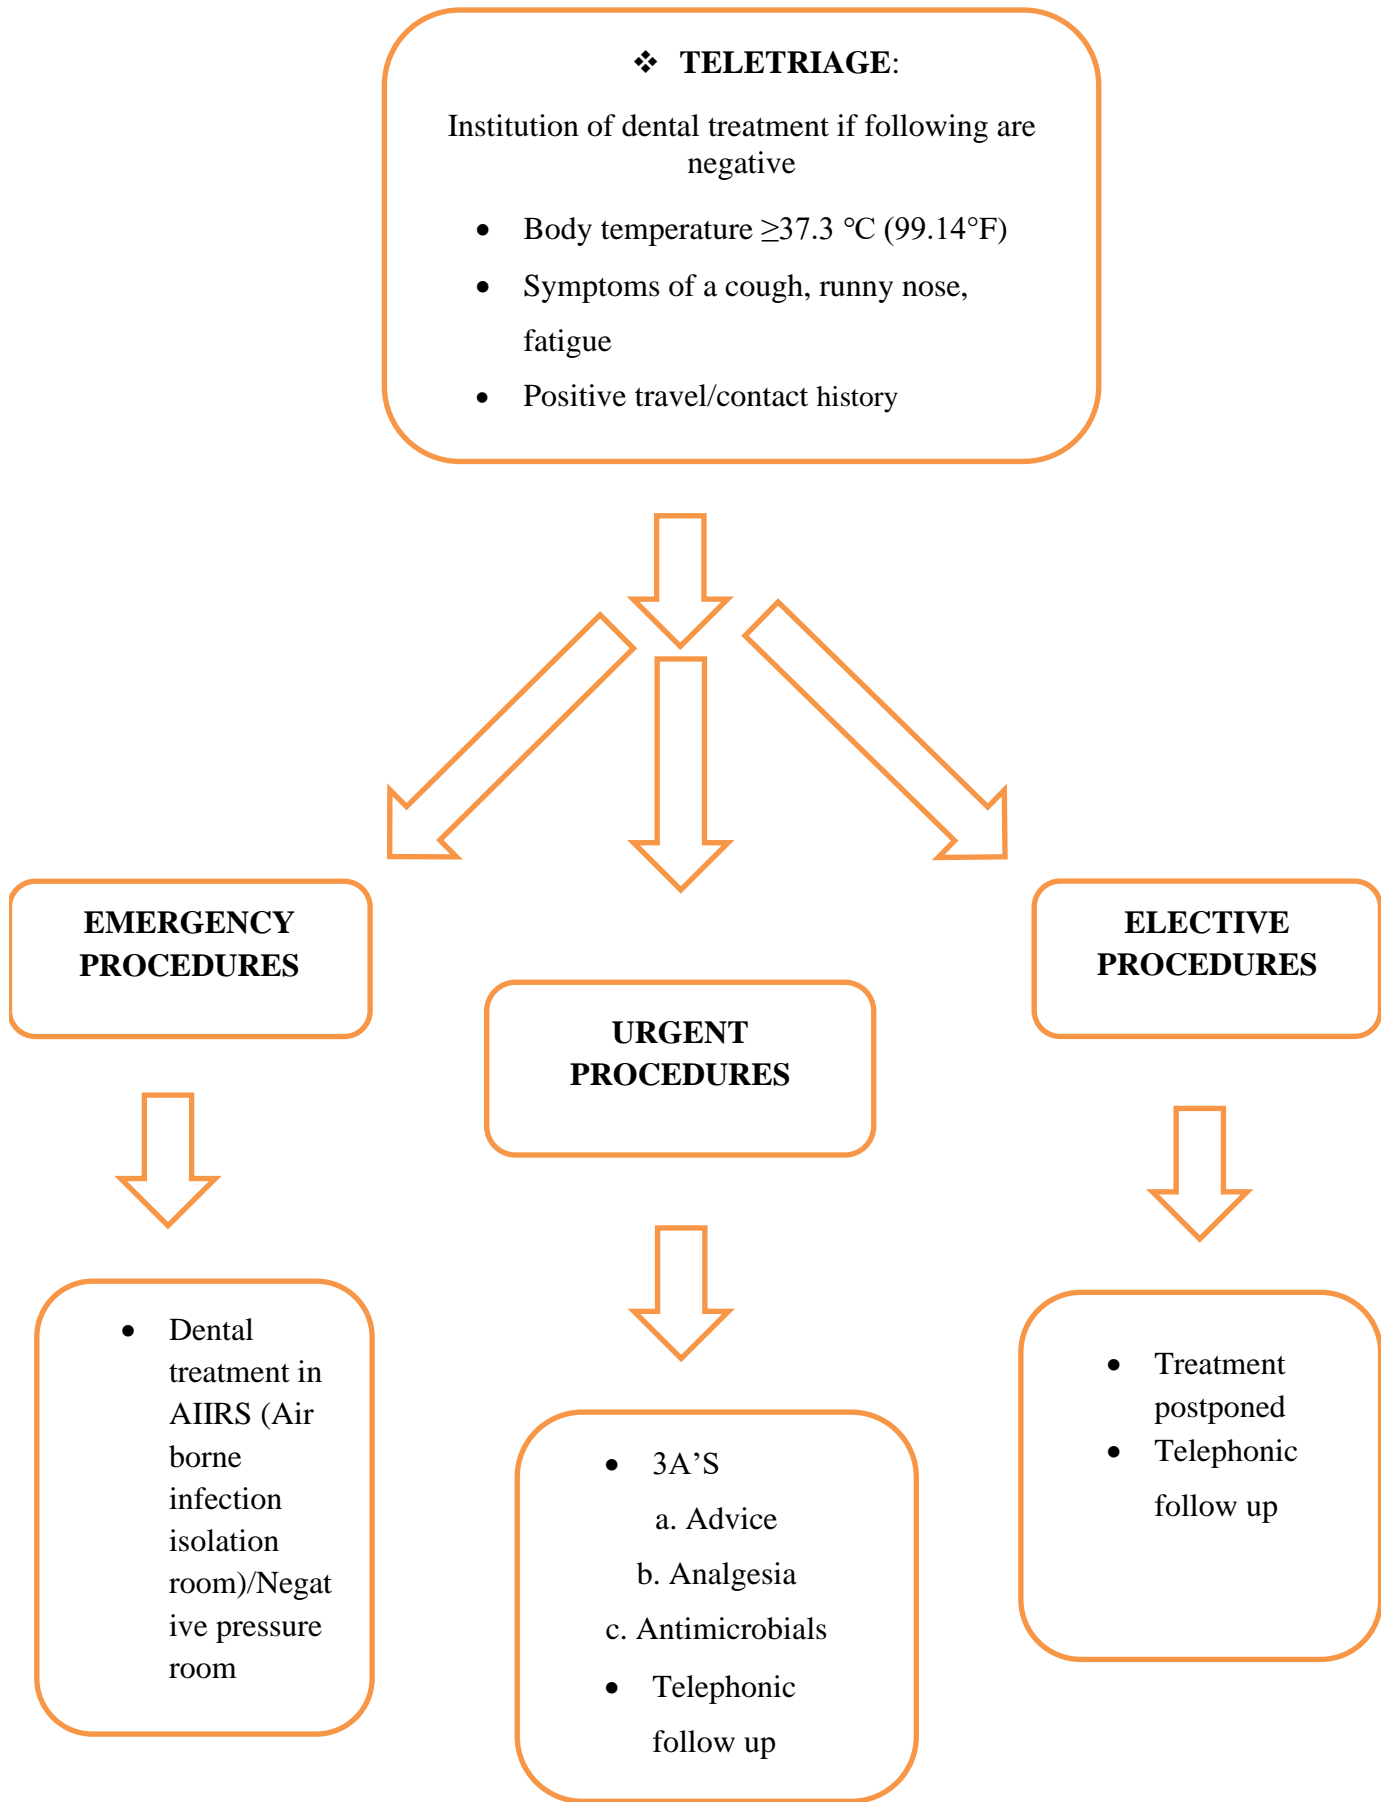 ❖ TELETRIAGE:
Institution of dental treatment if following are
negative
• Body temperature ≥37.3 ℃ (99.14°F)
• Symptoms of a cough, runny nose,
fatigue
• Positive travel/contact history
EMERGENCY
PROCEDURES
URGENT
PROCEDURES
ELECTIVE
PROCEDURES
• Dental
treatment in
AIIRS (Air
borne
infection
isolation
room)/Negat
ive pressure
room
• 3A’S
a. Advice
b. Analgesia
c. Antimicrobials
• Telephonic
follow up
• Treatment
postponed
• Telephonic
follow up